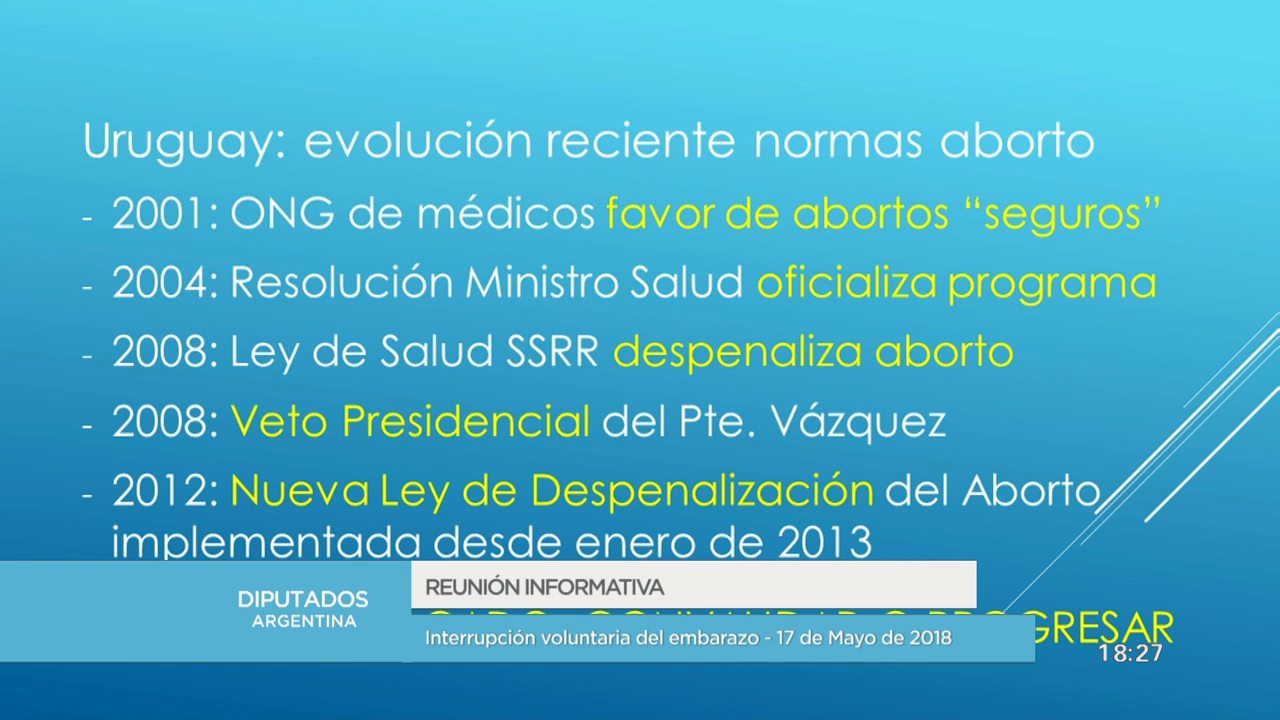 Uruguay: evolución reciente normas aborto
- 2001: ONG de médicos favor de abortos “seguros”
- 2004: Resolución Ministro Salud oficializa programa
- 2008: Ley de Salud SSRR despenaliza aborto
- 2008: Veto Presidencial del Pte. Vázquez
- 2012: Nueva Ley de Despenalización del Aborto
implementada desde enero de 2013
DIPUTADOS
ARGENTINA
REUNIÓN INFORMATIVA
Interrupción voluntaria del embarazo - 17 de Mayo de 2018
18:27